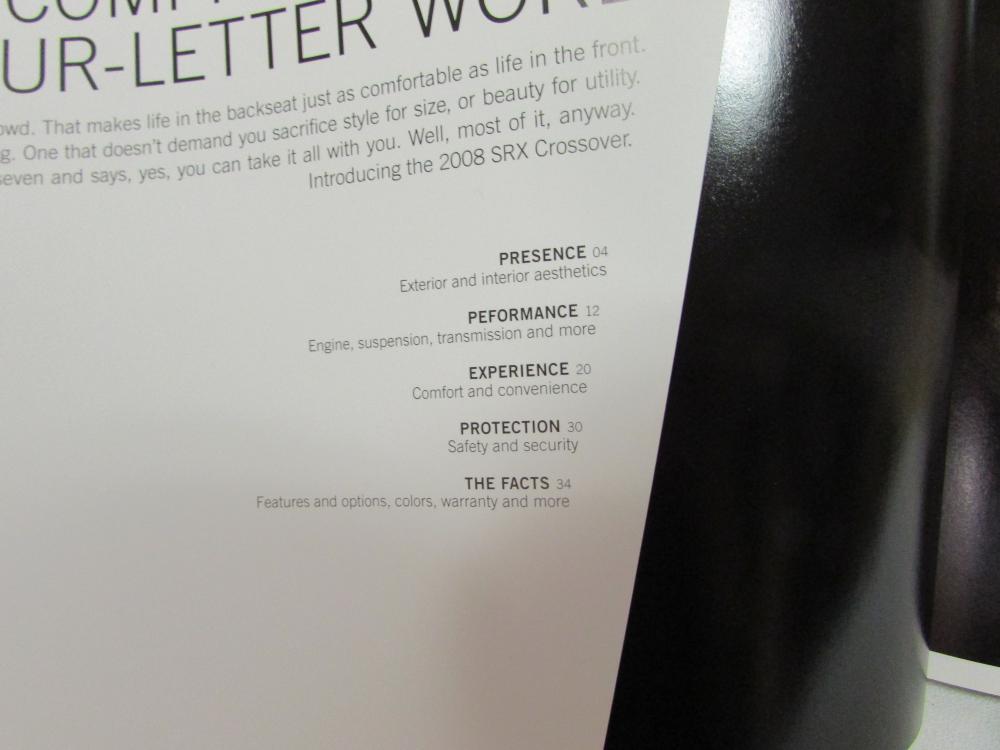 UR-LETTER
owd. That makes life in the backseat just as comfortable as life in the front.
g. One that doesn't demand you sacrifice style for size, or beauty for utility.
seven and says, yes, you can take it all with you. Well, most of it, anyway.
Introducing the 2008 SRX Crossover.
PRESENCE 04
Exterior and interior aesthetics
PEFORMANCE 12
Engine, suspension, transmission and more
EXPERIENCE 20
Comfort and convenience
PROTECTION 30
Safety and security
THE FACTS 34
Features and options, colors, warranty and more